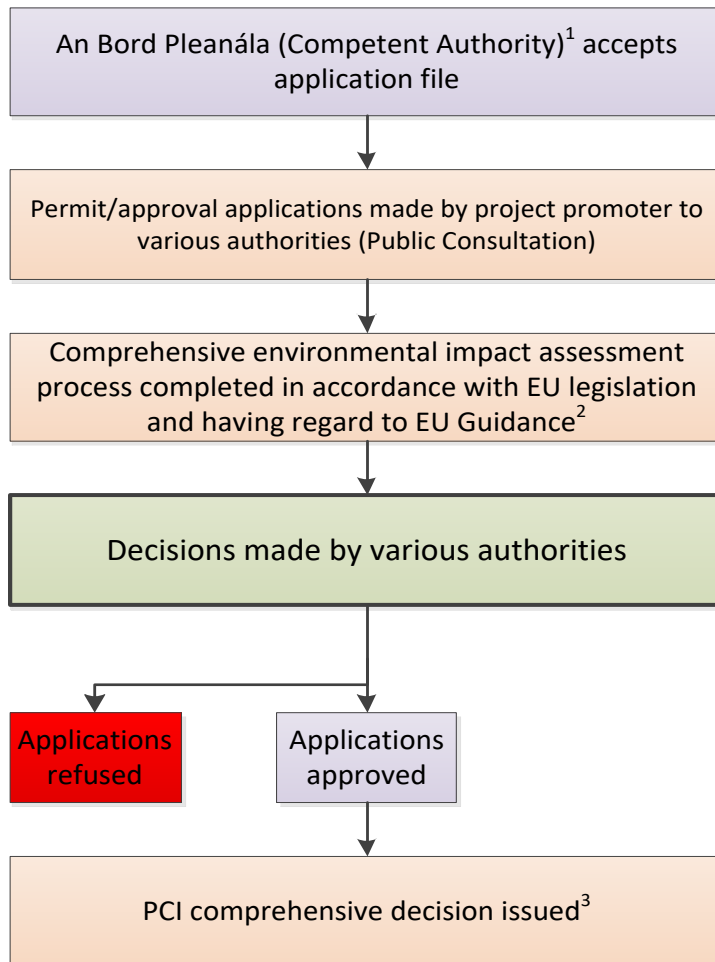 An Bord Pleanála (Competent Authority)¹ accepts
application file
Permit/approval applications made by project promoter to
various authorities (Public Consultation)
Comprehensive environmental impact assessment
process completed in accordance with EU legislation
and having regard to EU Guidance²
Decisions made by various authorities
Applications
refused
Applications
approved
PCI comprehensive decision issued³